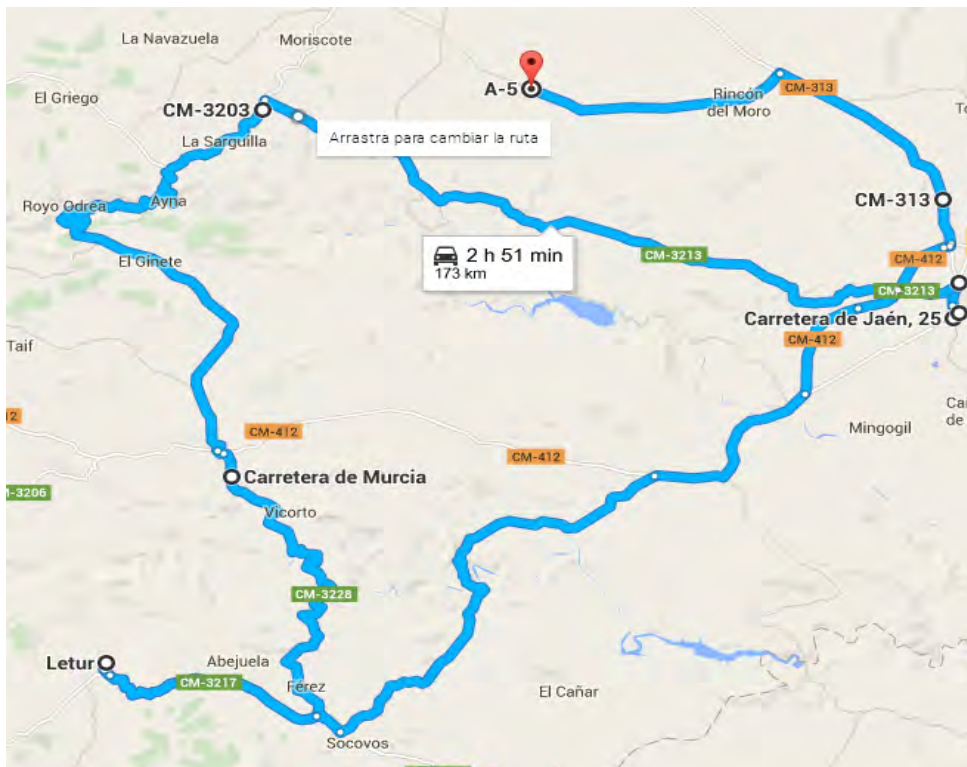 La Navazuela
Moriscote
A-5
CM-313
Rincón
del Moro
El Griego
CM-3203
La Sarguilla
Arrastra para cambiar la ruta
Royo Odrea
Ayna
CM-313
El Ginete
2 h 51 min
173 km
CM-3213
CM-412
CM-3213
Carretera de Jaén, 25
CM-412
Taif
CM-412
CM-412
Mingogil
de
Carretera de Murcia
Vicorto
CM-3228
Letur
Abejuela
CM-3217
Férez
El Cañar
Socovos